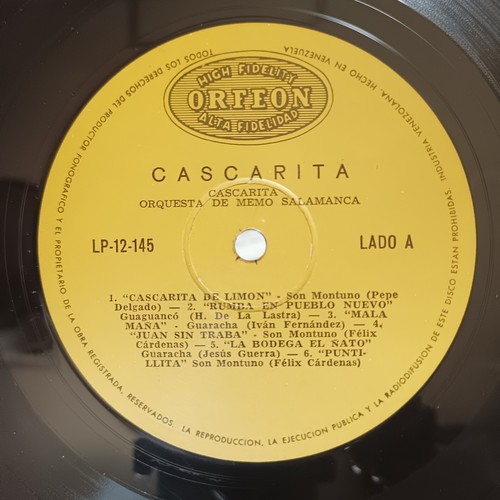 HIGH FIDELITY
ORFEON
ALTA FIDELIDAD
CASCARITA
CASCARITA
ORQUESTA DE MEMO SALAMANCA
LP-12-145
LADO A
1. "CASCARITA DE LIMON" - Son Montuno (Pepe
Delgado) - 2. "RUMBA EN PUEBLO NUEVO"
Guaguancó (H. De La Lastra) - 3. "MALA
MAÑA" - Guaracha (Iván Fernández) - 4.
"JUAN SIN TRABA" - Son Montuno (Félix
Cárdenas) - 5. "LA BODEGA EL ÑATO"
Guaracha (Jesús Guerra) - 6. "PUNTI-
LLITA" Son Montuno (Félix Cárdenas)
INDUSTRIA VENEZOLANA, HECHO EN VENEZUELA
TODOS LOS DERECHOS DEL PRODUCTOR FONOGRAFICO Y EL PROPIETARIO DE LA OBRA REGISTRADA, RESERVADOS. LA REPRODUCCION, LA EJECUCION PUBLICA Y LA RADIODIFUSION DE ESTE DISCO ESTAN PROHIBIDAS